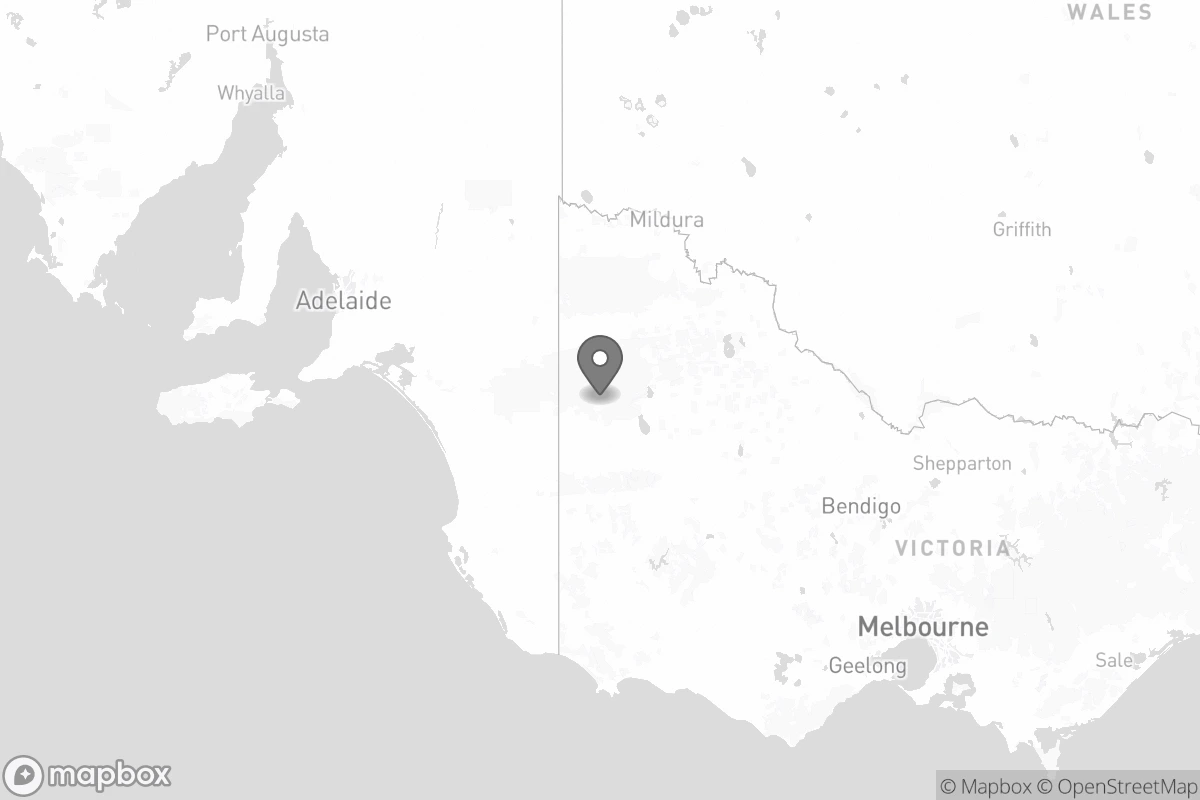 WALES
Port Augusta
Whyalla
Mildura
Griffith
Adelaide
Shepparton
Bendigo
VICTORIA
Melbourne
Geelong
Sale
mapbox
© Mapbox © OpenStreetMap